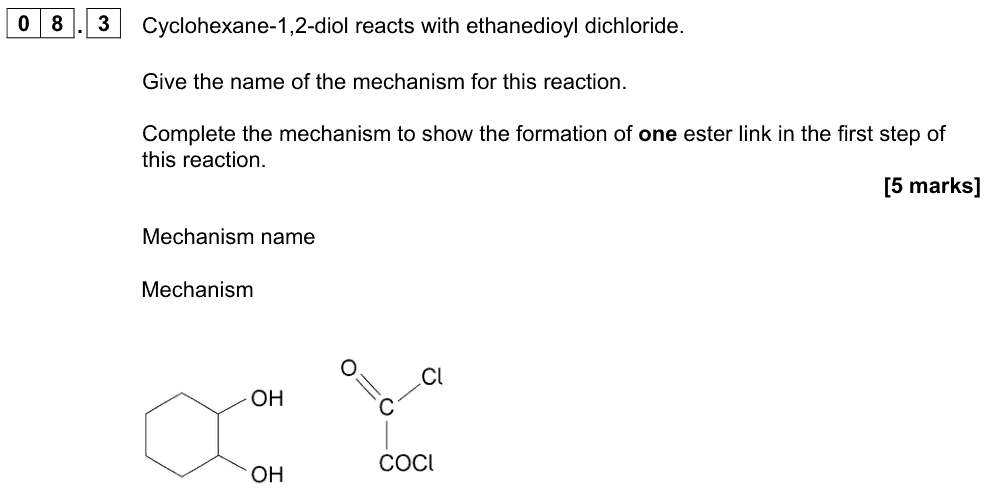 0 8 . 3 Cyclohexane-1,2-diol reacts with ethanedioyl dichloride.
Give the name of the mechanism for this reaction.
Complete the mechanism to show the formation of one ester link in the first step of
this reaction.
[5 marks]
Mechanism name
Mechanism
O
Cl
OH
C
COCl
OH